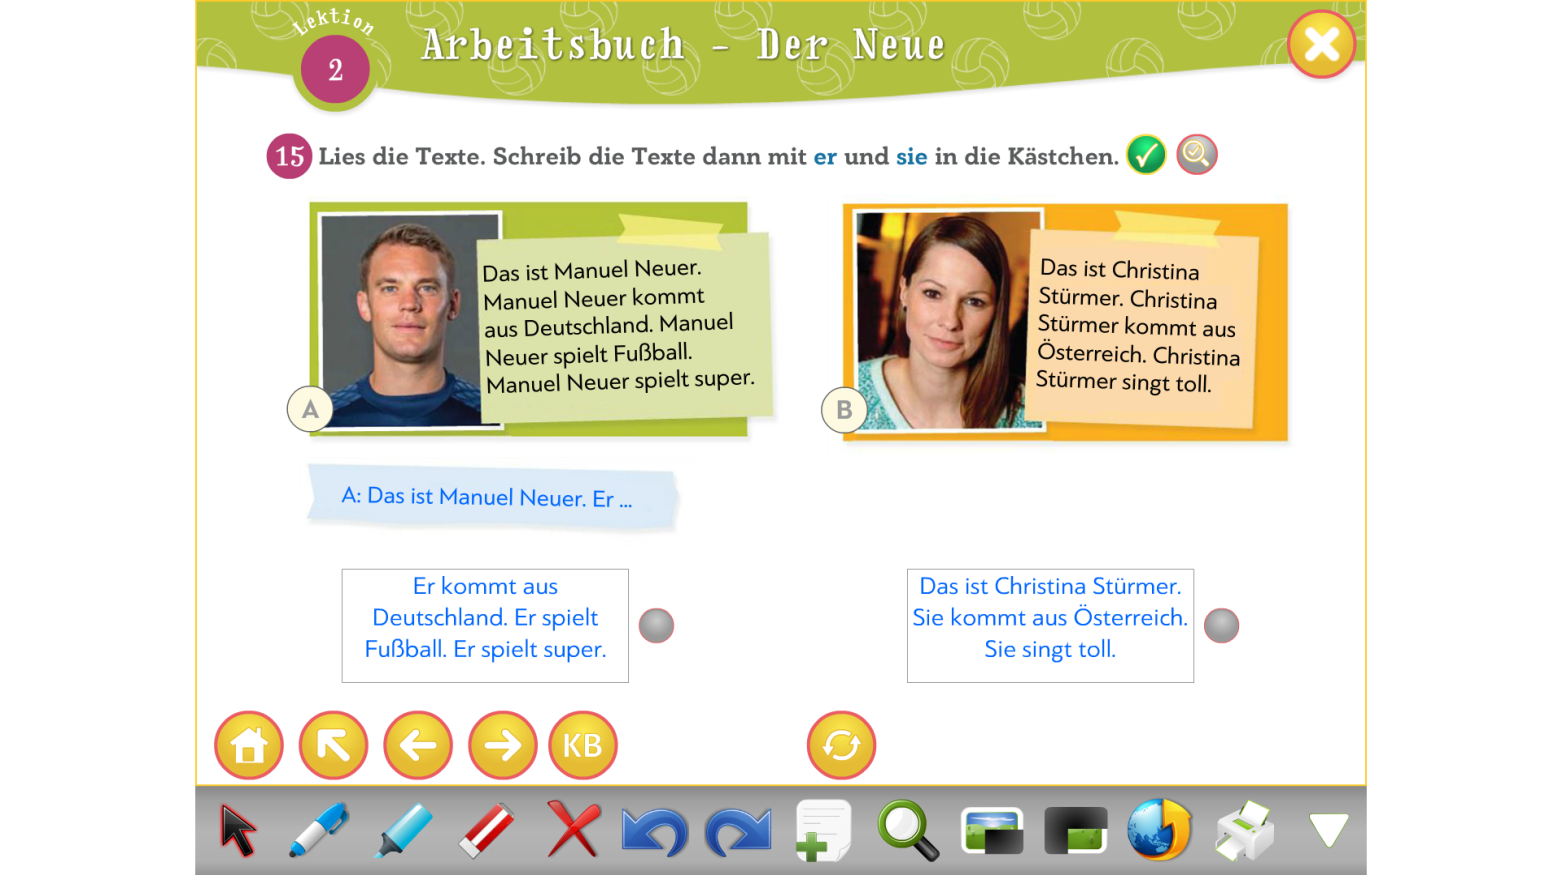 Lektion
2
Arbeitsbuch - Der Neue
15 Lies die Texte. Schreib die Texte dann mit er und sie in die Kästchen.
Das ist Manuel Neuer.
Manuel Neuer kommt
aus Deutschland. Manuel
Neuer spielt Fußball.
Manuel Neuer spielt super.
A
Das ist Christina
Stürmer. Christina
Stürmer kommt aus
Österreich. Christina
Stürmer singt toll.
B
A: Das ist Manuel Neuer. Er ...
Er kommt aus
Deutschland. Er spielt
Fußball. Er spielt super.
Das ist Christina Stürmer.
Sie kommt aus Österreich.
Sie singt toll.
KB